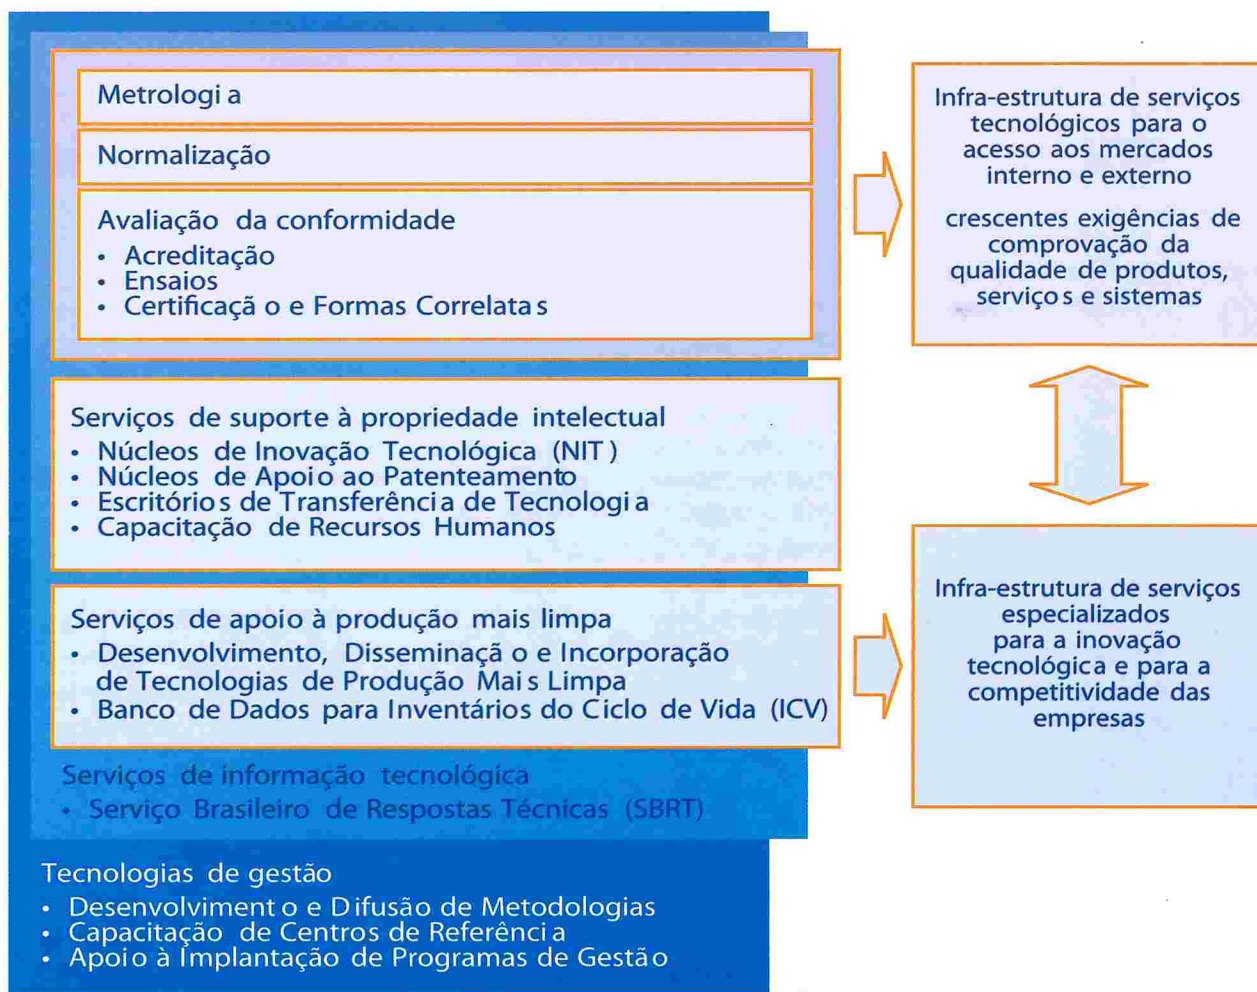 Metrologia
Normalização
Avaliação da conformidade
• Acreditação
• Ensaios
• Certificação e Formas Correlatas
Serviços de suporte à propriedade intelectual
• Núcleos de Inovação Tecnológica (NIT)
• Núcleos de Apoio ao Patenteamento
• Escritórios de Transferência de Tecnologia
• Capacitação de Recursos Humanos
Serviços de apoio à produção mais limpa
• Desenvolvimento, Disseminação e Incorporação
de Tecnologias de Produção Mais Limpa
• Banco de Dados para Inventários do Ciclo de Vida (ICV)
Serviços de informação tecnológica
• Serviço Brasileiro de Respostas Técnicas (SBRT)
Tecnologias de gestão
• Desenvolvimento e Difusão de Metodologias
• Capacitação de Centros de Referência
• Apoio à Implantação de Programas de Gestão
Infra-estrutura de serviços
tecnológicos para o
acesso aos mercados
interno e externo
crescentes exigências de
comprovação da
qualidade de produtos,
serviços e sistemas
Infra-estrutura de serviços
especializados
para a inovação
tecnológica e para a
competitividade das
empresas